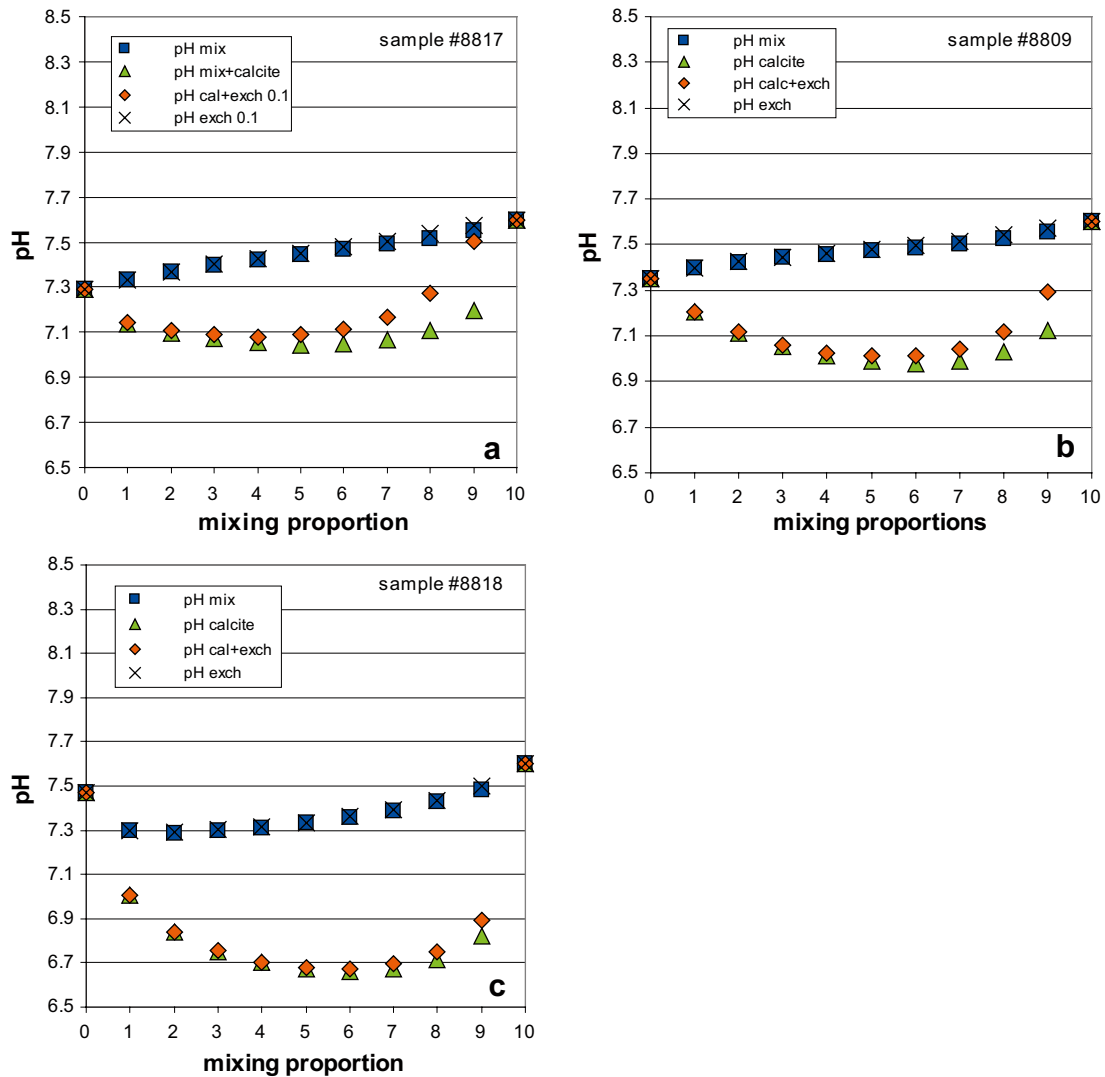 sample #8817
pH mix
pH mix+calcite
pH cal+exch 0.1
pH exch 0.1
8.5
8.3
8.1
7.9
7.7
7.5
7.3
7.1
6.9
6.7
6.5
pH
a
0 1 2 3 4 5 6 7 8 9 10
mixing proportion
sample #8809
pH mix
pH calcite
pH calc+exch
pH exch
8.5
8.3
8.1
7.9
7.7
7.5
7.3
7.1
6.9
6.7
6.5
pH
b
0 1 2 3 4 5 6 7 8 9 10
mixing proportions
sample #8818
pH mix
pH calcite
pH cal+exch
pH exch
8.5
8.3
8.1
7.9
7.7
7.5
7.3
7.1
6.9
6.7
6.5
pH
c
0 1 2 3 4 5 6 7 8 9 10
mixing proportion